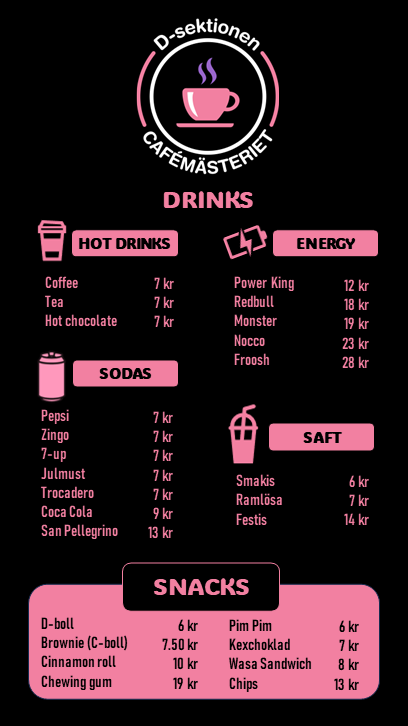 D-sektionen
CAFÉMÄSTERIET
DRINKS
HOT DRINKS
Coffee 7 kr
Tea 7 kr
Hot chocolate 7 kr
SODAS
Pepsi 7 kr
Zingo 7 kr
7-up 7 kr
Julmust 7 kr
Trocadero 7 kr
Coca Cola 9 kr
San Pellegrino 13 kr
ENERGY
Power King 12 kr
Redbull 18 kr
Monster 19 kr
Nocco 23 kr
Froosh 28 kr
SAFT
Smakis 6 kr
Ramlösa 7 kr
Festis 14 kr
SNACKS
D-boll 6 kr
Brownie (C-boll) 7.50 kr
Cinnamon roll 10 kr
Chewing gum 19 kr
Pim Pim 6 kr
Kexchoklad 7 kr
Wasa Sandwich 8 kr
Chips 13 kr